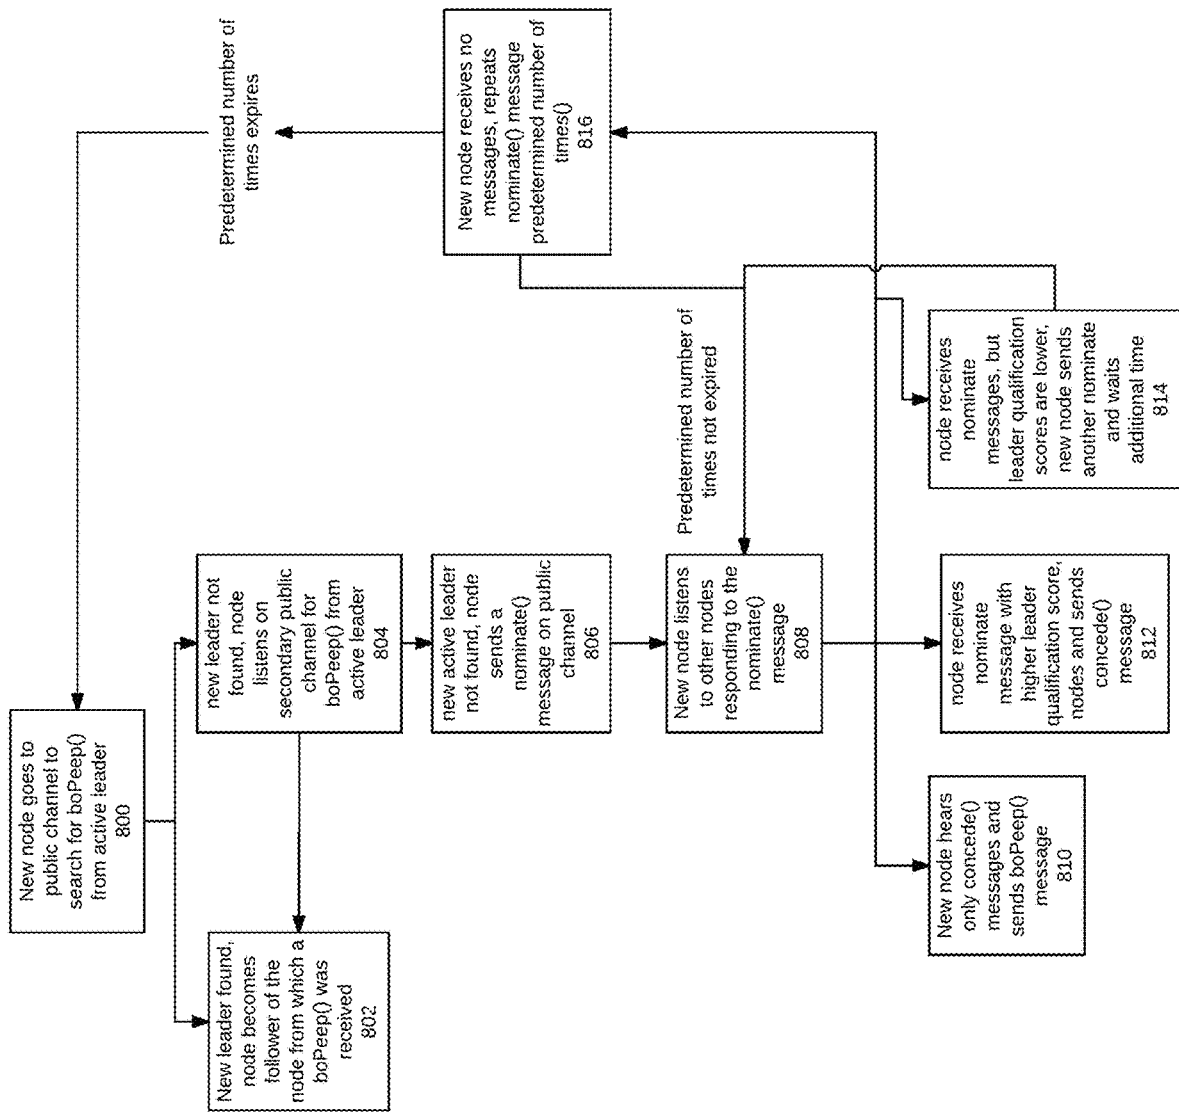 New node goes to
public channel to
search for boPeep()
from active leader
800
New leader found,
node becomes
follower of the
node from which a
boPeep() was
received
802
new leader not
found, node
listens on
secondary public
channel for
boPeep() from
active leader
804
new active leader
not found, node
sends a
nominate()
message on public
channel
806
New node listens
to other nodes
responding to the
nominate()
message
808
New node hears
only concede()
messages and
sends boPeep()
message
810
node receives
nominate
message with
higher leader
qualification score,
nodes and sends
concede()
message
812
node receives
nominate
messages, but
leader qualification
scores are lower,
new node sends
another nominate
and waits
additional time
814
New node receives no
messages, repeats
nominate() message
predetermined number of
times()
816
Predetermined number of
times not expired
Predetermined number of
times expires